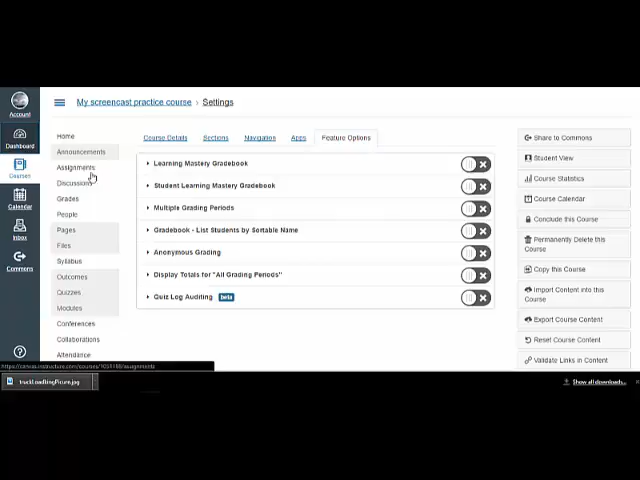 My screencast practice course › Settings
Account
Dashboard
Courses
Calendar
Inbox
Commons
Home
Announcements
Assignments
Discussions
Grades
People
Pages
Files
Syllabus
Outcomes
Quizzes
Modules
Conferences
Collaborations
Attendance
Course Details Sections Navigation Apps Feature Options
Learning Mastery Gradebook
Student Learning Mastery Gradebook
Multiple Grading Periods
Gradebook - List Students by Sortable Name
Anonymous Grading
Display Totals for "All Grading Periods"
Quiz Log Auditing beta
Share to Commons
Student View
Course Statistics
Course Calendar
Conclude this Course
Permanently Delete this
Course
Copy this Course
Import Content into this
Course
Export Course Content
Reset Course Content
Validate Links in Content
Show all downloads...